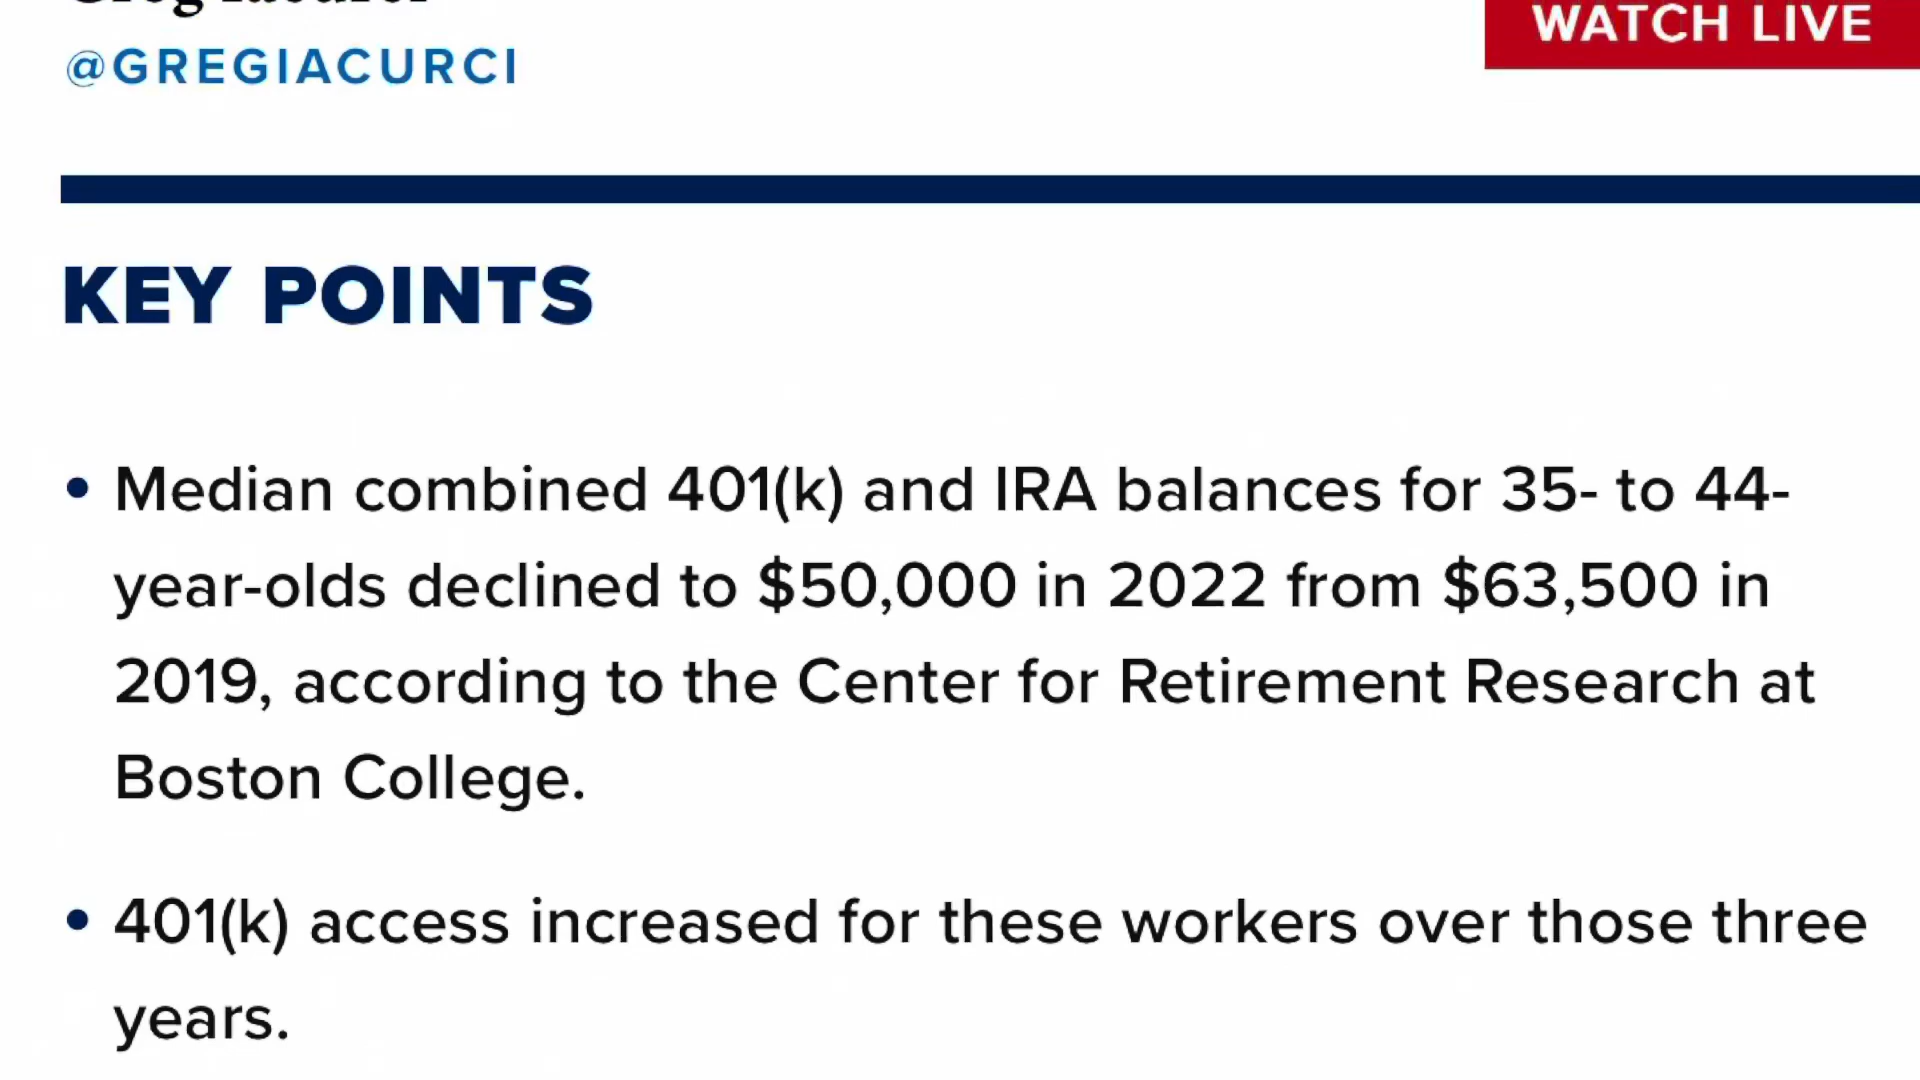 Greg Iacurci
WATCH LIVE
@GREGIACURCI
KEY POINTS
• Median combined 401(k) and IRA balances for 35- to 44-
year-olds declined to $50,000 in 2022 from $63,500 in
2019, according to the Center for Retirement Research at
Boston College.
• 401(k) access increased for these workers over those three
years.